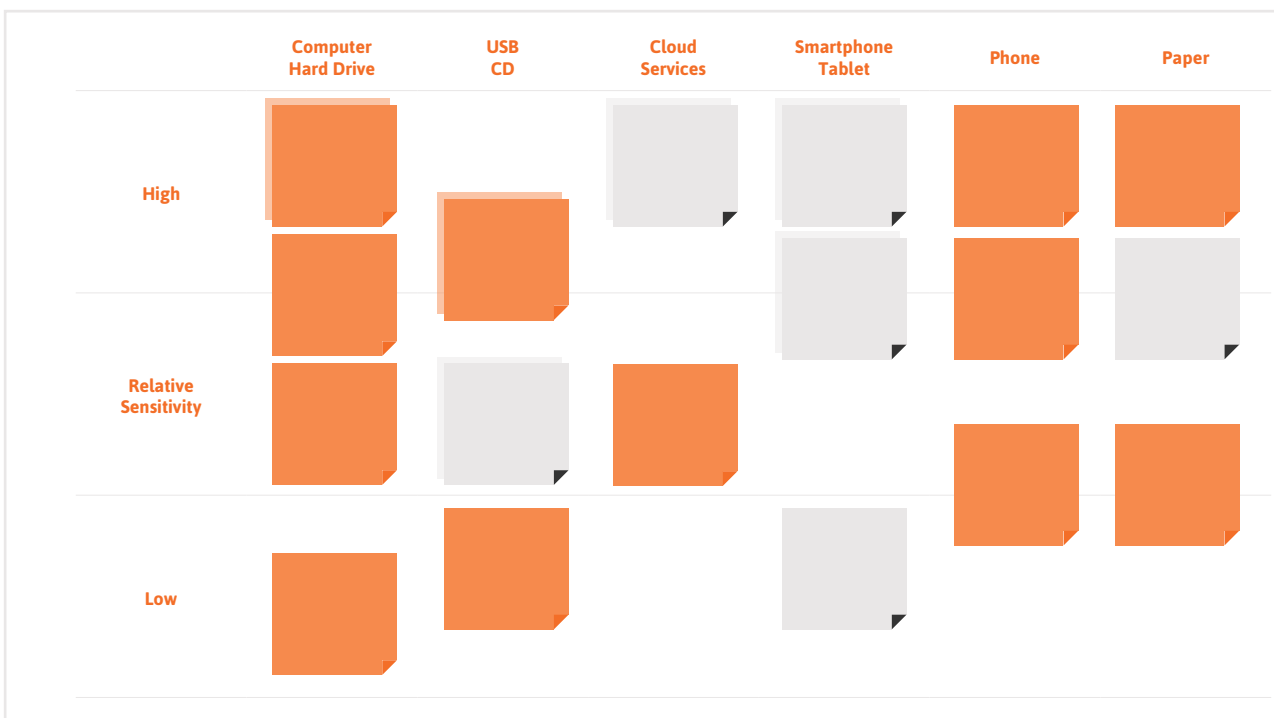 Computer
Hard Drive
USB
CD
Cloud
Services
Smartphone
Tablet
Phone
Paper
High
Relative
Sensitivity
Low